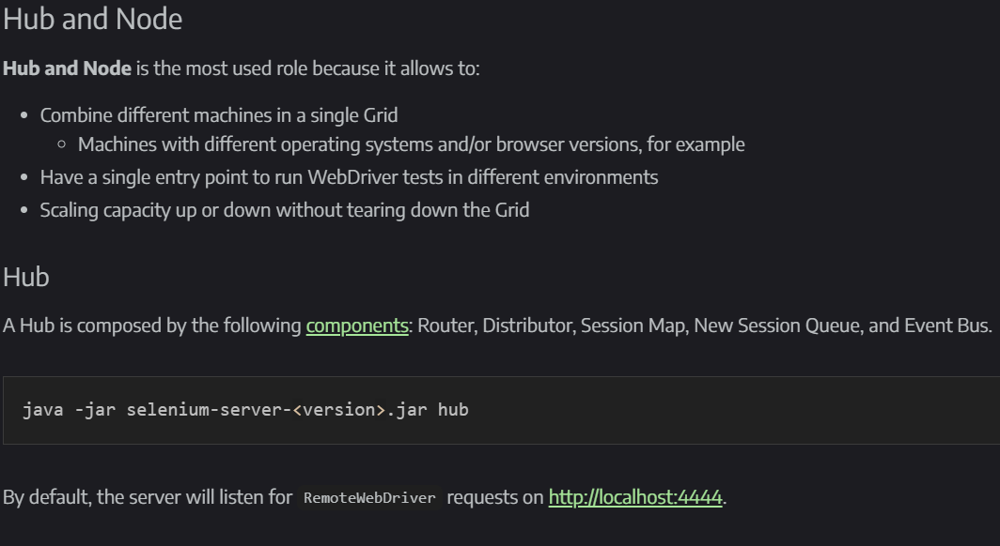 Hub and Node
Hub and Node is the most used role because it allows to:
• Combine different machines in a single Grid
◦ Machines with different operating systems and/or browser versions, for example
• Have a single entry point to run WebDriver tests in different environments
• Scaling capacity up or down without tearing down the Grid
Hub
A Hub is composed by the following components: Router, Distributor, Session Map, New Session Queue, and Event Bus.
java -jar selenium-server-<version>.jar hub
By default, the server will listen for RemoteWebDriver requests on http://localhost:4444.